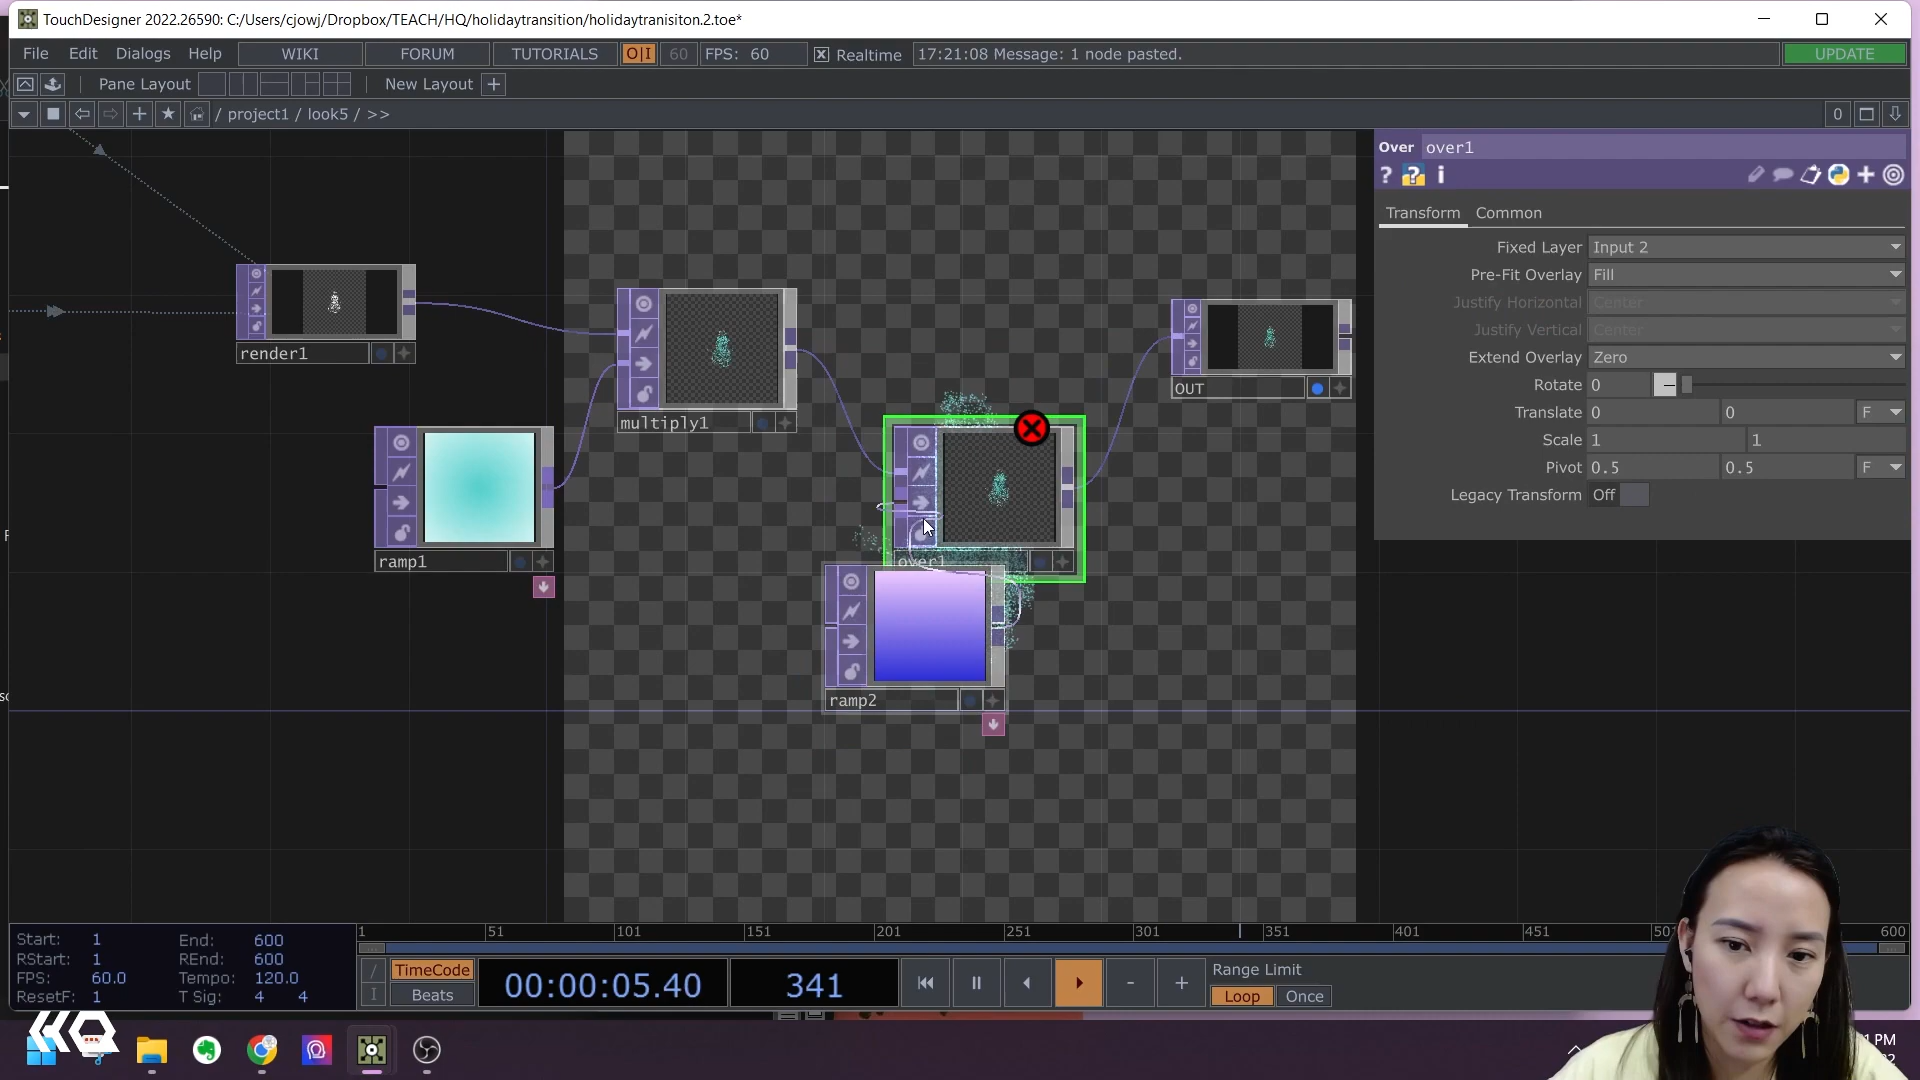 TouchDesigner 2022.26590: C:/Users/cjowj/Dropbox/TEACH/HQ/holidaytransition/holidaytranisiton.2.toe*
File Edit Dialogs Help WIKI FORUM TUTORIALS O|I 60 FPS: 60 Realtime 17:21:08 Message: 1 node pasted. UPDATE
Pane Layout New Layout +
/ project1 / look5 / >> 0
Over over1
? ? i
Transform Common
Fixed Layer Input 2
Pre-Fit Overlay Fill
Justify Horizontal Center
Justify Vertical Center
Extend Overlay Zero
Rotate 0
Translate 0 0 F
Scale 1 1
Pivot 0.5 0.5 F
Legacy Transform Off
render1
multiply1
OUT
ramp1
over1
ramp2
1 51 101 151 201 251 301 351 401 451 600
Start: 1 End: 600
RStart: 1 REnd: 600
FPS: 60.0 Tempo: 120.0
ResetF: 1 T Sig: 4 4
/ TimeCode
I Beats
00:00:05.40 341 - +
Range Limit
Loop Once
HQ
PM